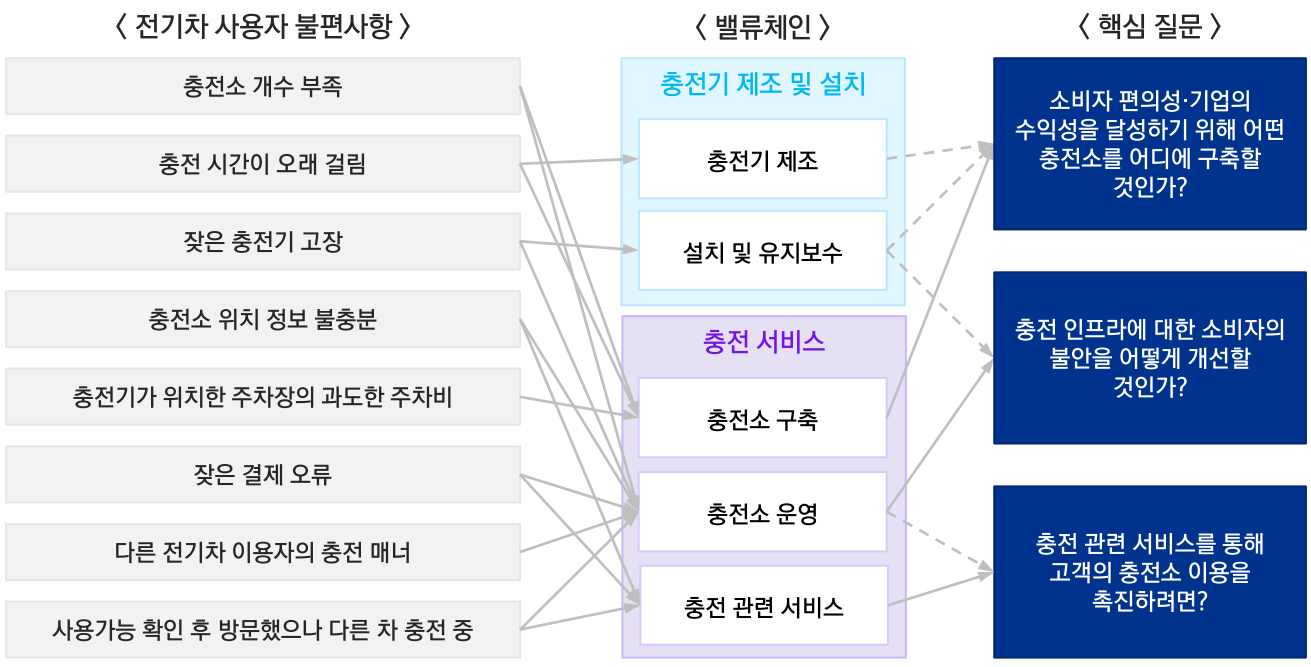 〈 전기차 사용자 불편사항 〉
충전소 개수 부족
충전 시간이 오래 걸림
잦은 충전기 고장
충전소 위치 정보 불충분
충전기가 위치한 주차장의 과도한 주차비
잦은 결제 오류
다른 전기차 이용자의 충전 매너
사용가능 확인 후 방문했으나 다른 차 충전 중
〈 밸류체인 〉
충전기 제조 및 설치
충전기 제조
설치 및 유지보수
충전 서비스
충전소 구축
충전소 운영
충전 관련 서비스
〈 핵심 질문 〉
소비자 편의성·기업의
수익성을 달성하기 위해 어떤
충전소를 어디에 구축할
것인가?
충전 인프라에 대한 소비자의
불안을 어떻게 개선할
것인가?
충전 관련 서비스를 통해
고객의 충전소 이용을
촉진하려면?